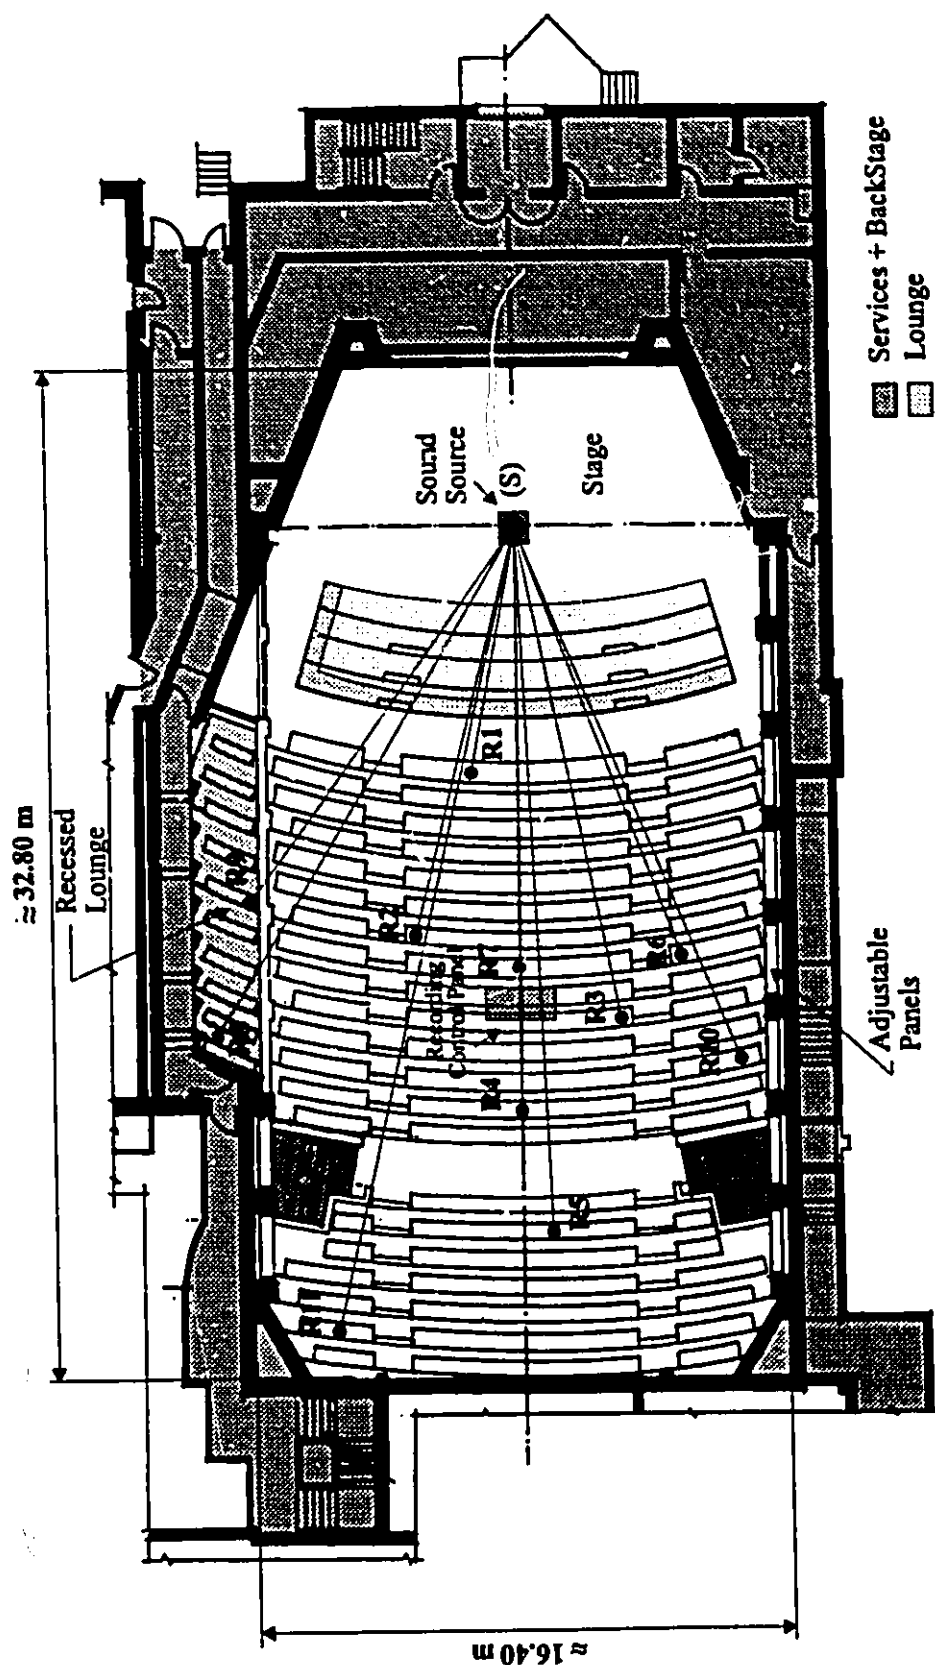 ≈ 32.80 m
Recessed
Lounge
Sound
Source
(S)
Stage
R1
R9
R2
R7
R6
Recording
Control Panel
R3
R4
R10
R5
Adjustable
Panels
≈ 16.40 m
Services + BackStage
Lounge